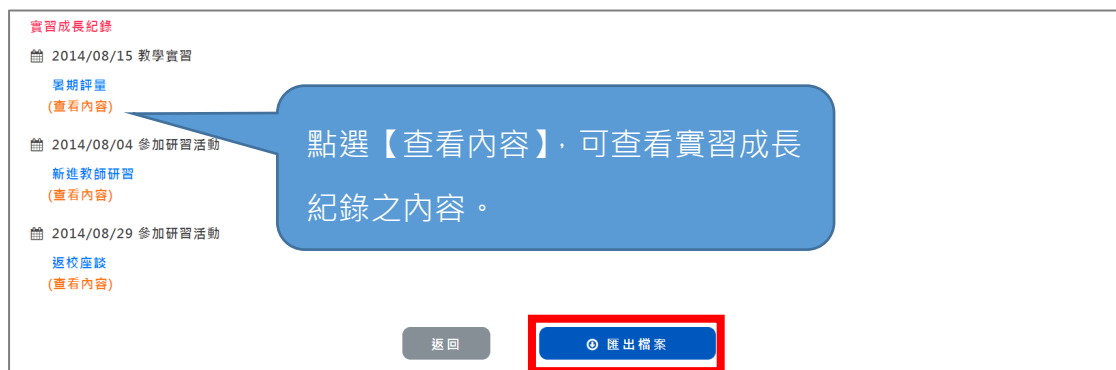 實習成長紀錄
2014/08/15 教學實習
暑期評量
(查看內容)
2014/08/04 參加研習活動
新進教師研習
(查看內容)
2014/08/29 參加研習活動
返校座談
(查看內容)
點選【查看內容】，可查看實習成長
紀錄之內容。
返回
匯出檔案